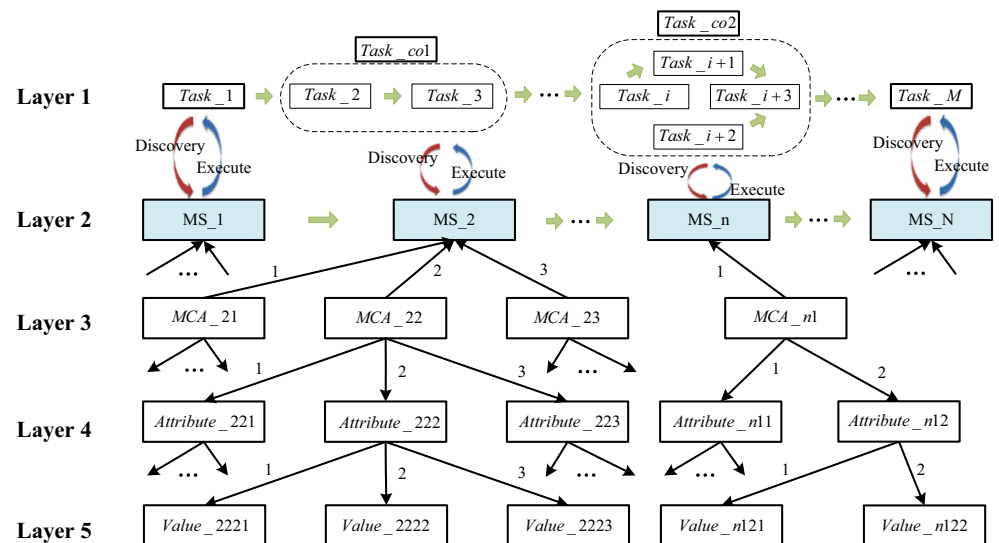 Task_co1
Task_co2
Layer 1
Task_1
Task_2
Task_3
...
Task_i+1
Task_i
Task_i+3
Task_i+2
...
Task_M
Discovery
Execute
Discovery
Execute
Discovery
Execute
Discovery
Execute
Layer 2
MS_1
MS_2
...
MS_n
...
MS_N
...
1
2
3
1
...
Layer 3
MCA_21
MCA_22
MCA_23
MCA_n1
...
1
2
3
...
1
2
Layer 4
Attribute_221
Attribute_222
Attribute_223
Attribute_n11
Attribute_n12
...
1
2
3
...
...
1
2
Layer 5
Value_2221
Value_2222
Value_2223
Value_n121
Value_n122